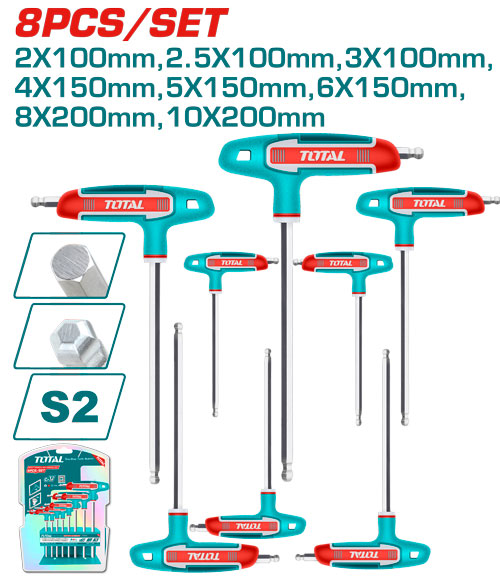 8PCS/SET
2X100mm,2.5X100mm,3X100mm,
4X150mm,5X150mm,6X150mm,
8X200mm,10X200mm
TOTAL
TOTAL
TOTAL
TOTAL
TOTAL
S2
TOTAL
8PCS/SET
TOTAL
TOTAL
TOTAL